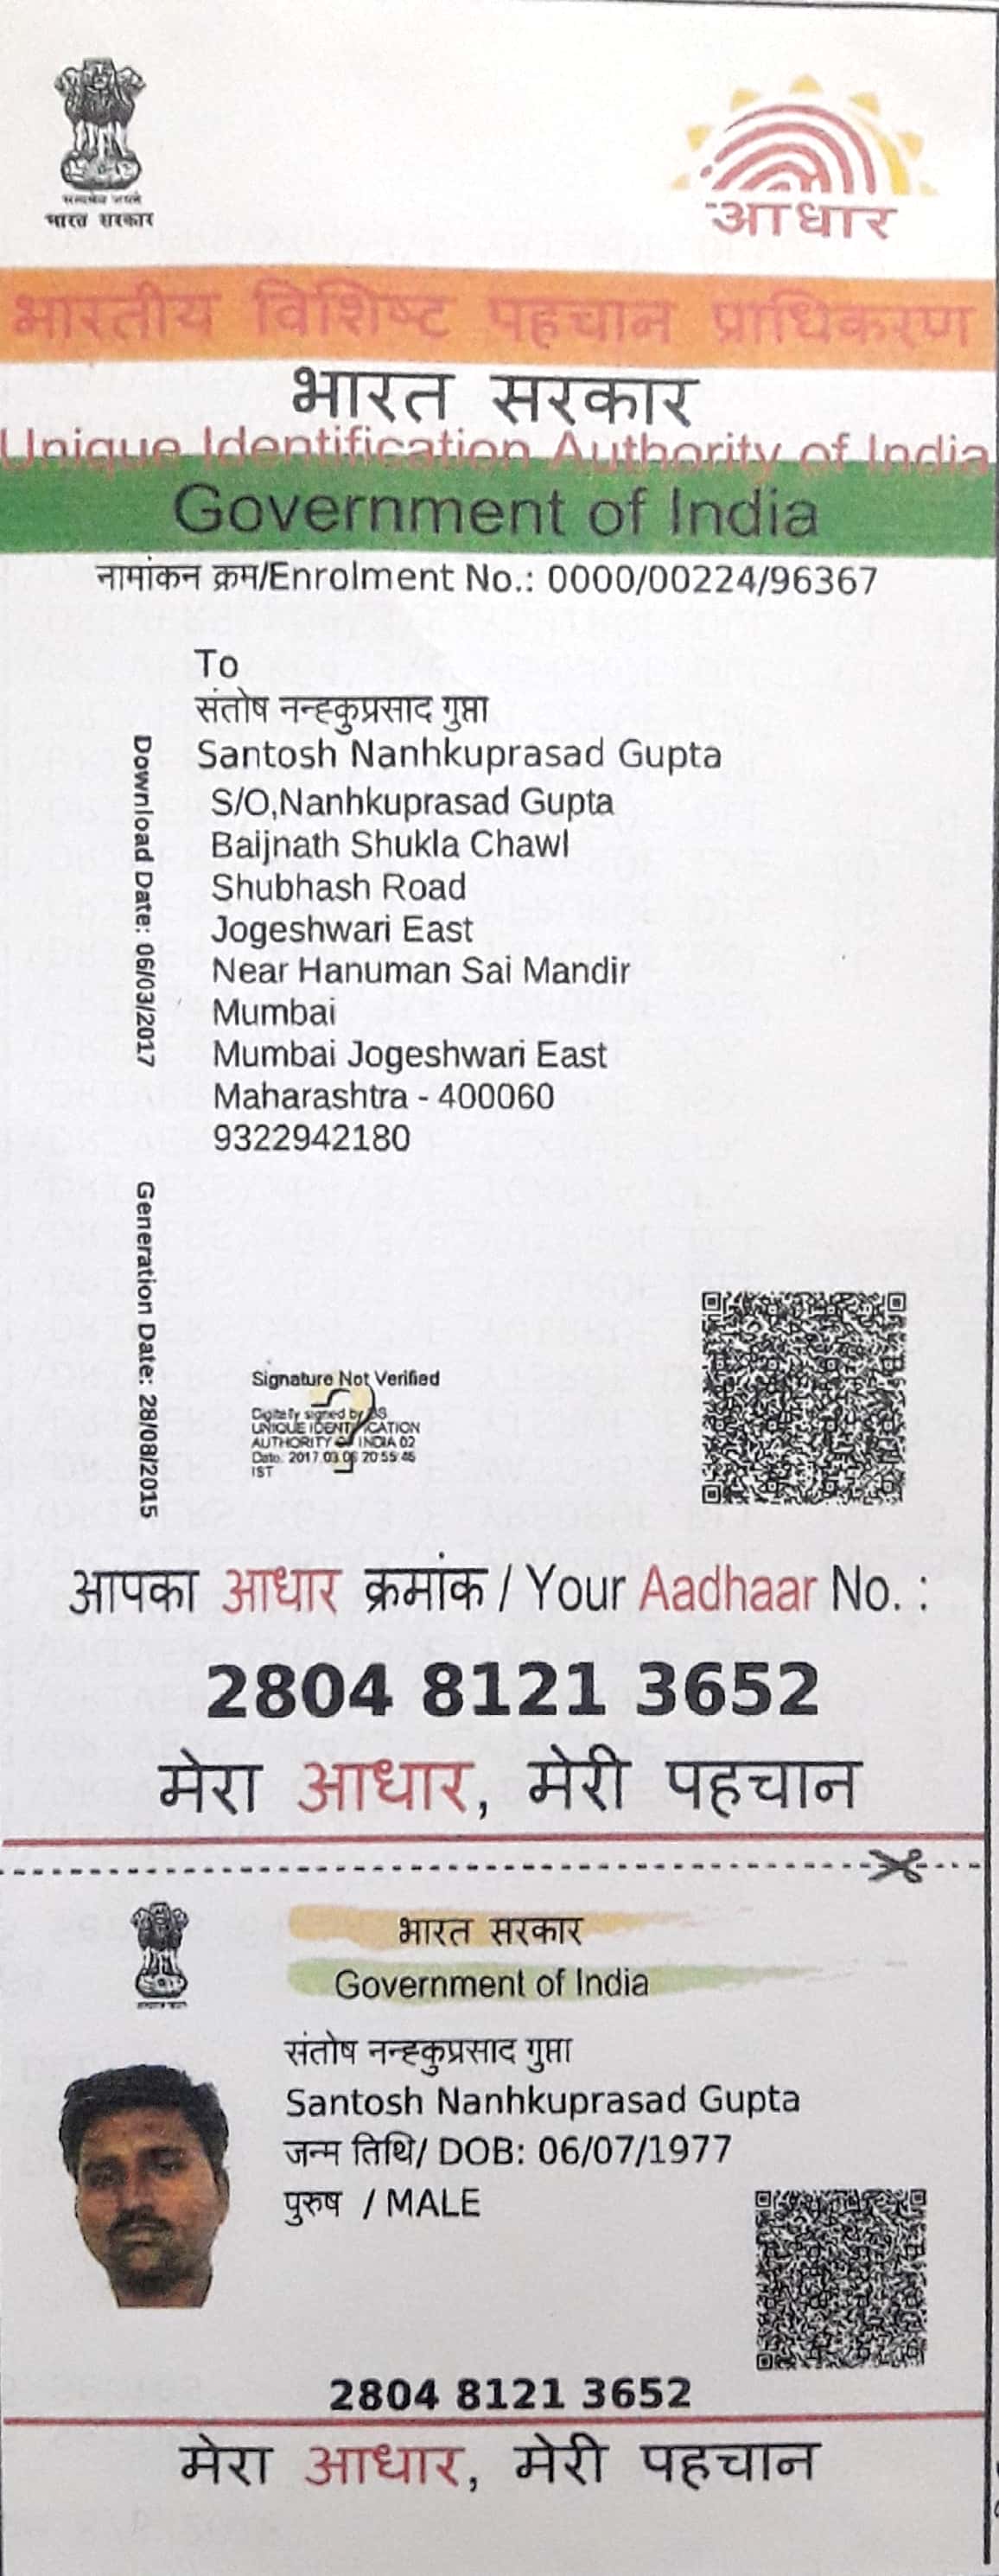 सत्यमेव जयते
भारत सरकार
आधार
भारतीय विशिष्ट पहचान प्राधिकरण
भारत सरकार
Unique Identification Authority of India
Government of India
नामांकन क्रम/Enrolment No.: 0000/00224/96367
To
संतोष नन्हकुप्रसाद गुप्ता
Santosh Nanhkuprasad Gupta
S/O,Nanhkuprasad Gupta
Baijnath Shukla Chawl
Shubhash Road
Jogeshwari East
Near Hanuman Sai Mandir
Mumbai
Mumbai Jogeshwari East
Maharashtra - 400060
9322942180
Download Date: 06/03/2017
Generation Date: 28/08/2015
Signature Not Verified
Digitally signed by DS
UNIQUE IDENTIFICATION
AUTHORITY OF INDIA 02
Date: 2017.03.06 20:55:46
IST
आपका आधार क्रमांक / Your Aadhaar No. :
2804 8121 3652
मेरा आधार, मेरी पहचान
भारत सरकार
Government of India
संतोष नन्हकुप्रसाद गुप्ता
Santosh Nanhkuprasad Gupta
जन्म तिथि/ DOB: 06/07/1977
पुरुष / MALE
2804 8121 3652
मेरा आधार, मेरी पहचान